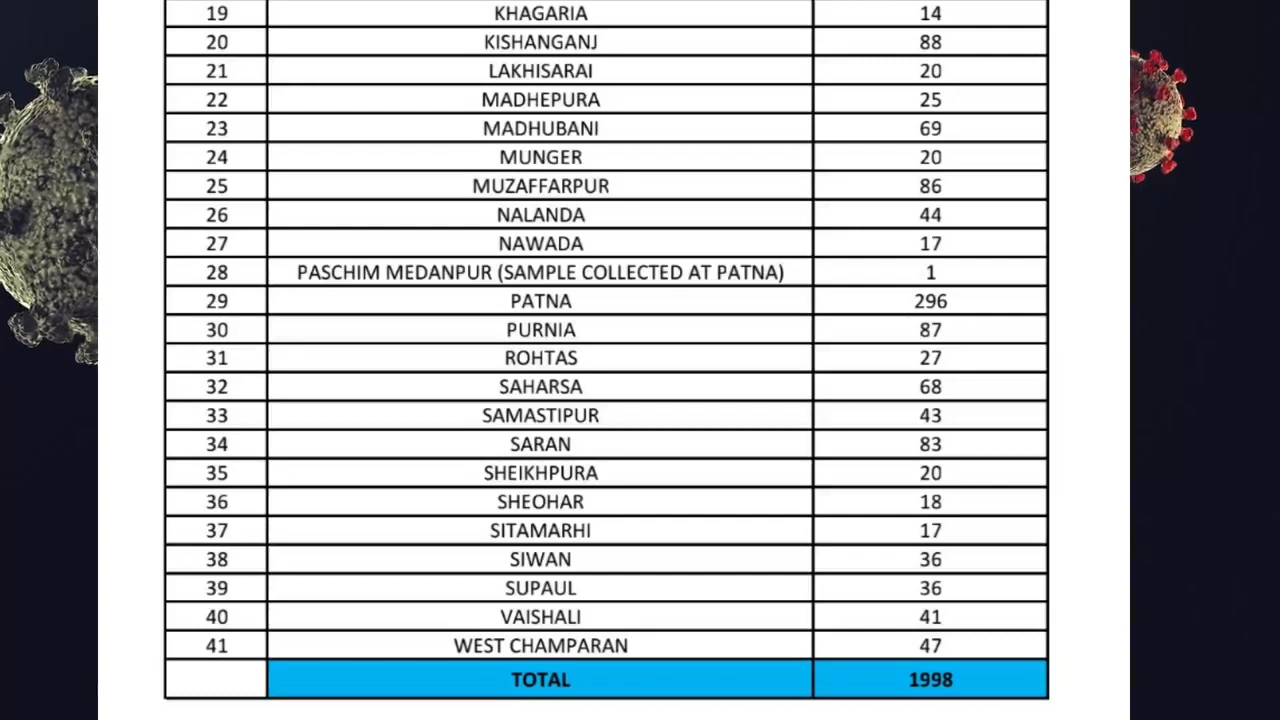 19 KHAGARIA 14
20 KISHANGANJ 88
21 LAKHISARAI 20
22 MADHEPURA 25
23 MADHUBANI 69
24 MUNGER 20
25 MUZAFFARPUR 86
26 NALANDA 44
27 NAWADA 17
28 PASCHIM MEDANPUR (SAMPLE COLLECTED AT PATNA) 1
29 PATNA 296
30 PURNIA 87
31 ROHTAS 27
32 SAHARSA 68
33 SAMASTIPUR 43
34 SARAN 83
35 SHEIKHPURA 20
36 SHEOHAR 18
37 SITAMARHI 17
38 SIWAN 36
39 SUPAUL 36
40 VAISHALI 41
41 WEST CHAMPARAN 47
TOTAL 1998